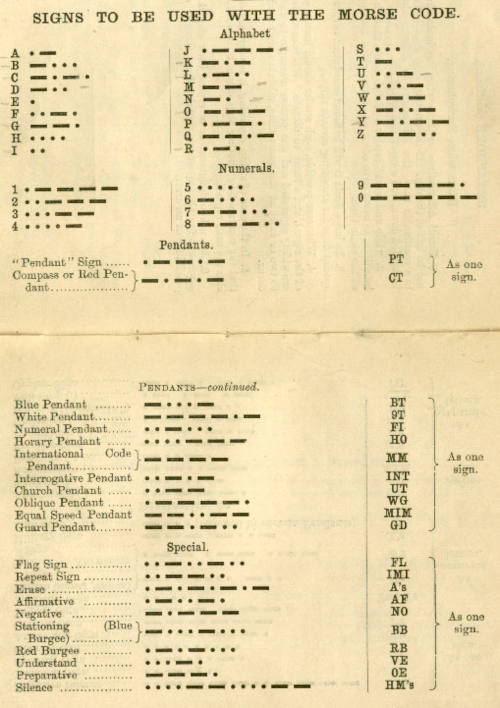 SIGNS TO BE USED WITH THE MORSE CODE.
Alphabet
A J S
B K T
C L U
D M V
E N W
F O X
G P Y
H Q Z
I R
Numerals.
1 5 9
2 6 0
3 7
4 8
Pendants.
"Pendant" Sign ...... PT
Compass or Red Pen-
dant.................. CT
As one
sign.
PENDANTS—continued.
Blue Pendant ......... BT
White Pendant......... 9T
Numeral Pendant...... FI
Horary Pendant ...... HO
International Code
Pendant............... MM
Interrogative Pendant INT
Church Pendant ...... UT
Oblique Pendant ...... WG
Equal Speed Pendant MIM
Guard Pendant......... GD
As one
sign.
Special.
Flag Sign ............... FL
Repeat Sign ............ IMI
Erase..................... A's
Affirmative ............ AF
Negative ............... NO
Stationing (Blue
Burgee)............... BB
Red Burgee ............ RB
Understand ............ VE
Preparative ............ OE
Silence .................. HM's
As one
sign.